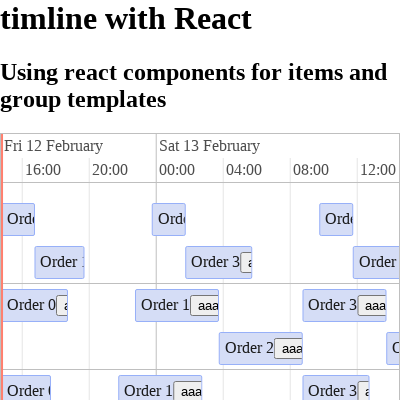 timline with React
Using react components for items and
group templates
Fri 12 February Sat 13 February
16:00 20:00 00:00 04:00 08:00 12:00
Order 1 Order 3 Order
Order 0 Order 1 aaa Order 3 aaa
Order 2 aaa
Order 1 aaa Order 3